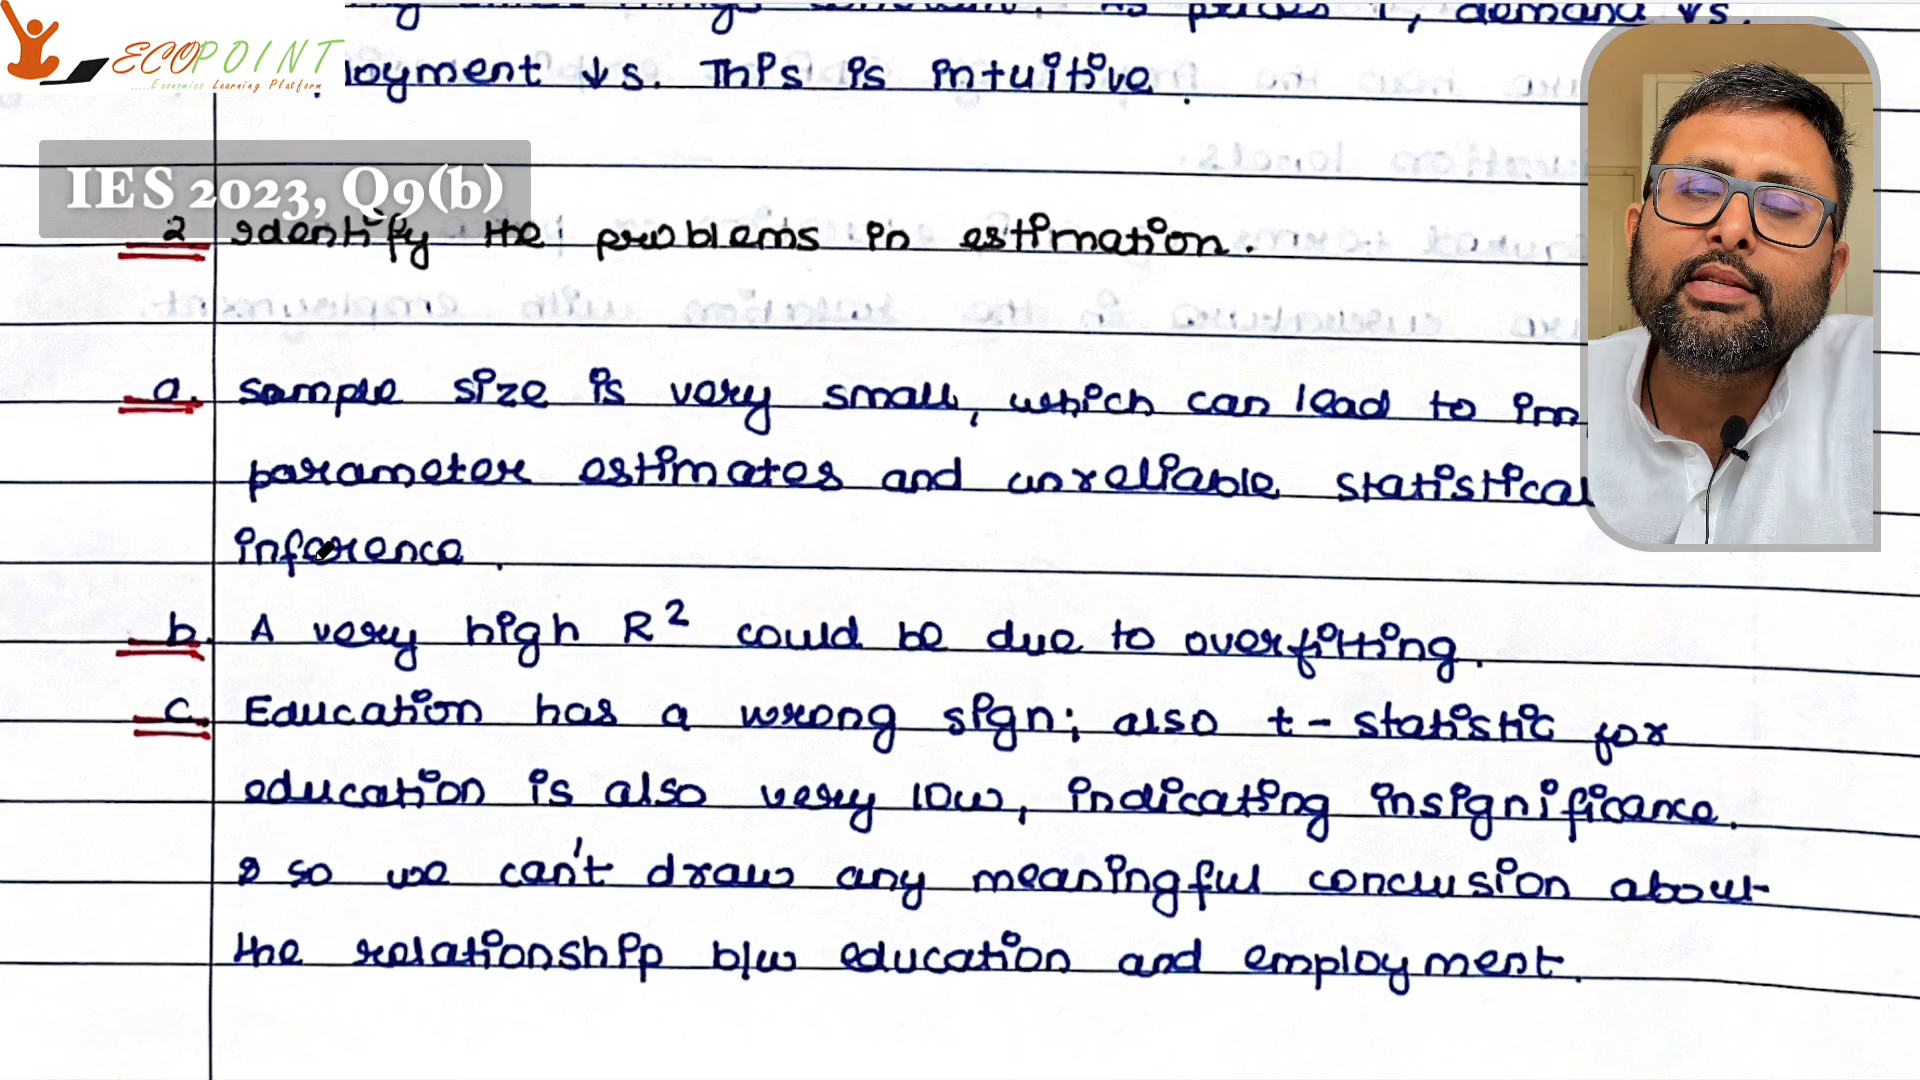 ECOPOINT
.....Economics Learning Platform
prices ↑, demand ↓s.
loyment ↓s. This is intuitive.
IES 2023, Q9(b)
2 Identify the problems in estimation.
a. Sample size is very small, which can lead to im
parameter estimates and unreliable statistical
inference.
b. A very high R² could be due to overfitting.
c. Education has a wrong sign; also t-statistic for
education is also very low, indicating insignificance.
& so we can't draw any meaningful conclusion about
the relationship b/w education and employment.